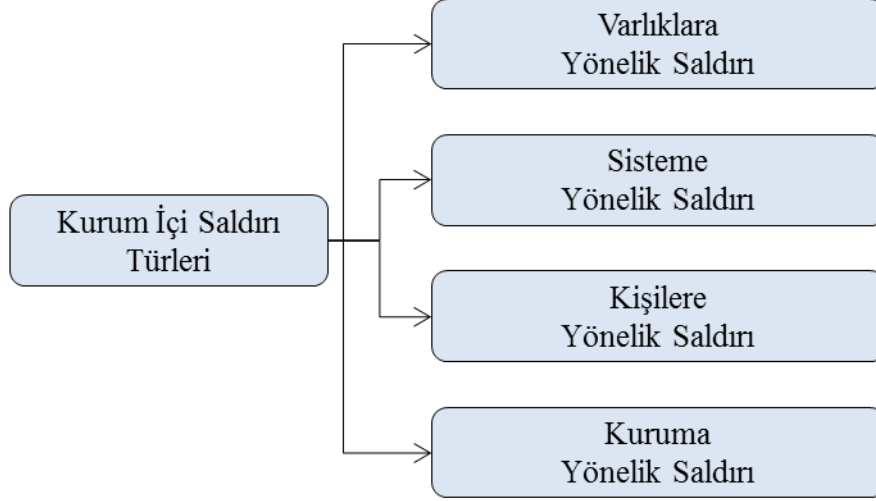 Varlıklara
Yönelik Saldırı
Sisteme
Yönelik Saldırı
Kurum İçi Saldırı
Türleri
Kişilere
Yönelik Saldırı
Kuruma
Yönelik Saldırı